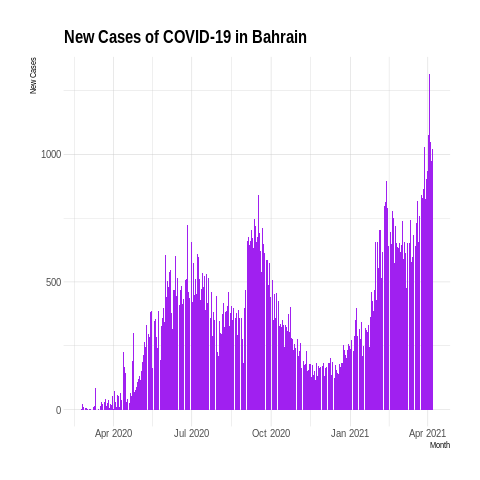 New Cases of COVID-19 in Bahrain
New Cases
1000
500
0
Apr 2020 Jul 2020 Oct 2020 Jan 2021 Apr 2021
Month